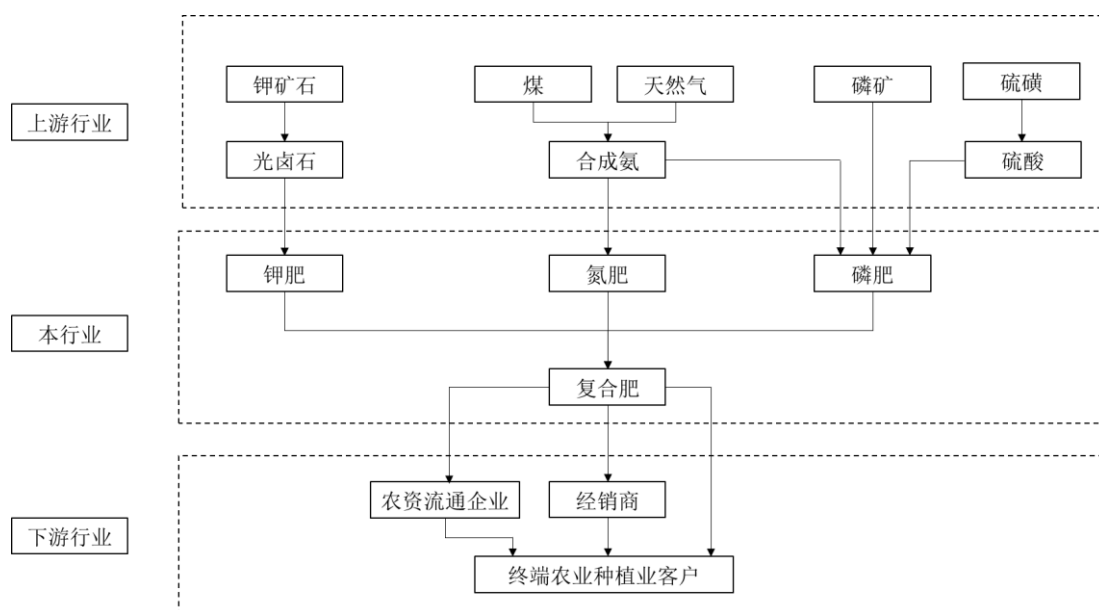 钾矿石
煤
天然气
磷矿
硫磺
上游行业
光卤石
合成氨
硫酸
钾肥
氮肥
磷肥
本行业
复合肥
农资流通企业
经销商
下游行业
终端农业种植业客户